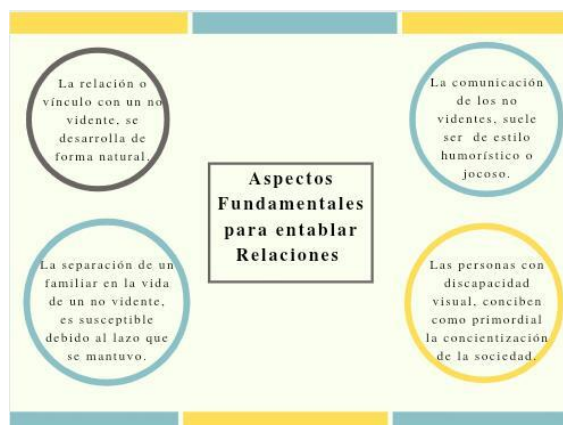 La relación o
vínculo con un no
vidente, se
desarrolla de
forma natural.
La comunicación
de los no
videntes, suele
ser de estilo
humorístico o
jocoso.
Aspectos
Fundamentales
para entablar
Relaciones
La separación de un
familiar en la vida
de un no vidente,
es susceptible
debido al lazo que
se mantuvo.
Las personas con
discapacidad
visual, conciben
como primordial
la concientización
de la sociedad.